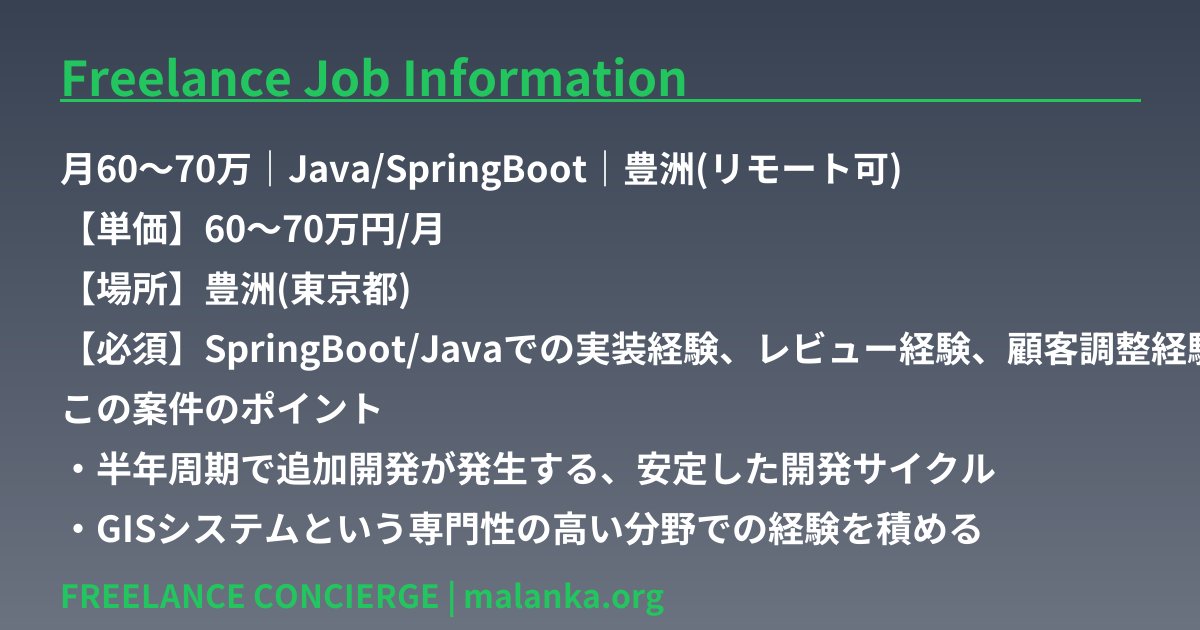 Freelance Job Information
月60〜70万｜Java/SpringBoot｜豊洲(リモート可)
【単価】60〜70万円/月
【場所】豊洲(東京都)
【必須】SpringBoot/Javaでの実装経験、レビュー経験、顧客調整経験
この案件のポイント
・半年周期で追加開発が発生する、安定した開発サイクル
・GISシステムという専門性の高い分野での経験を積める
FREELANCE CONCIERGE | malanka.org